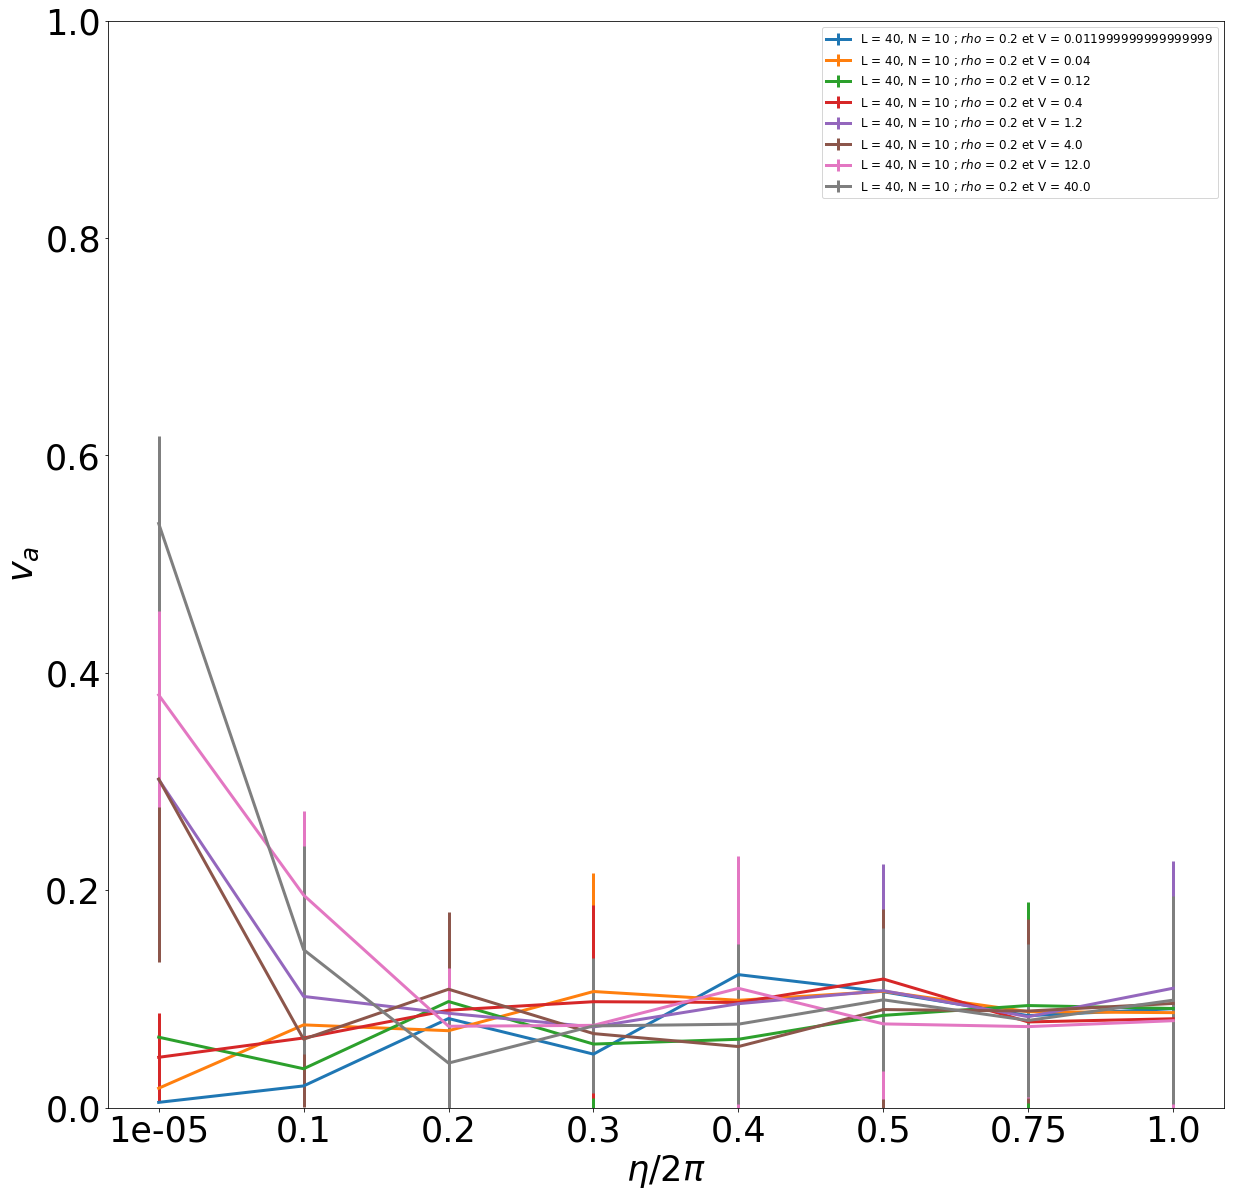 1.0
0.8
0.6
0.4
0.2
0.0
v_a
L = 40, N = 10 ; rho = 0.2 et V = 0.011999999999999999
L = 40, N = 10 ; rho = 0.2 et V = 0.04
L = 40, N = 10 ; rho = 0.2 et V = 0.12
L = 40, N = 10 ; rho = 0.2 et V = 0.4
L = 40, N = 10 ; rho = 0.2 et V = 1.2
L = 40, N = 10 ; rho = 0.2 et V = 4.0
L = 40, N = 10 ; rho = 0.2 et V = 12.0
L = 40, N = 10 ; rho = 0.2 et V = 40.0
1e-05 0.1 0.2 0.3 0.4 0.5 0.75 1.0
η/2π